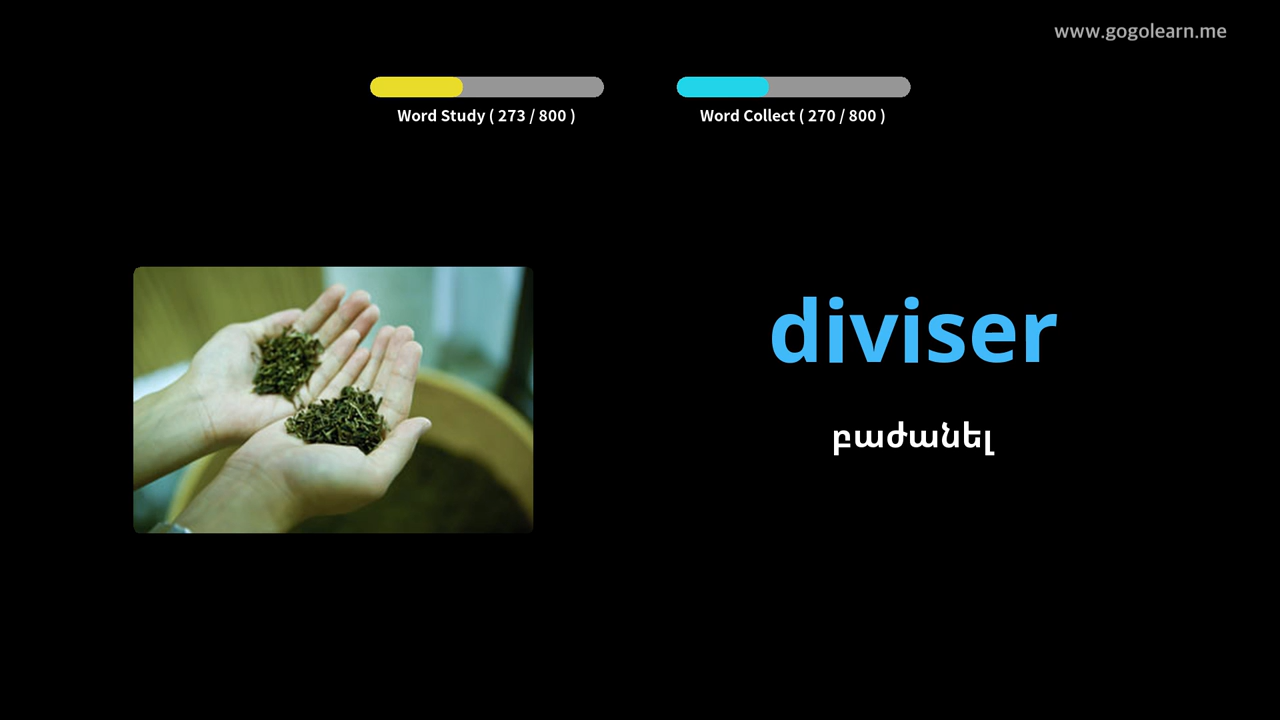 www.gogolearn.me
Word Study ( 273 / 800 )
Word Collect ( 270 / 800 )
diviser
բաժանել